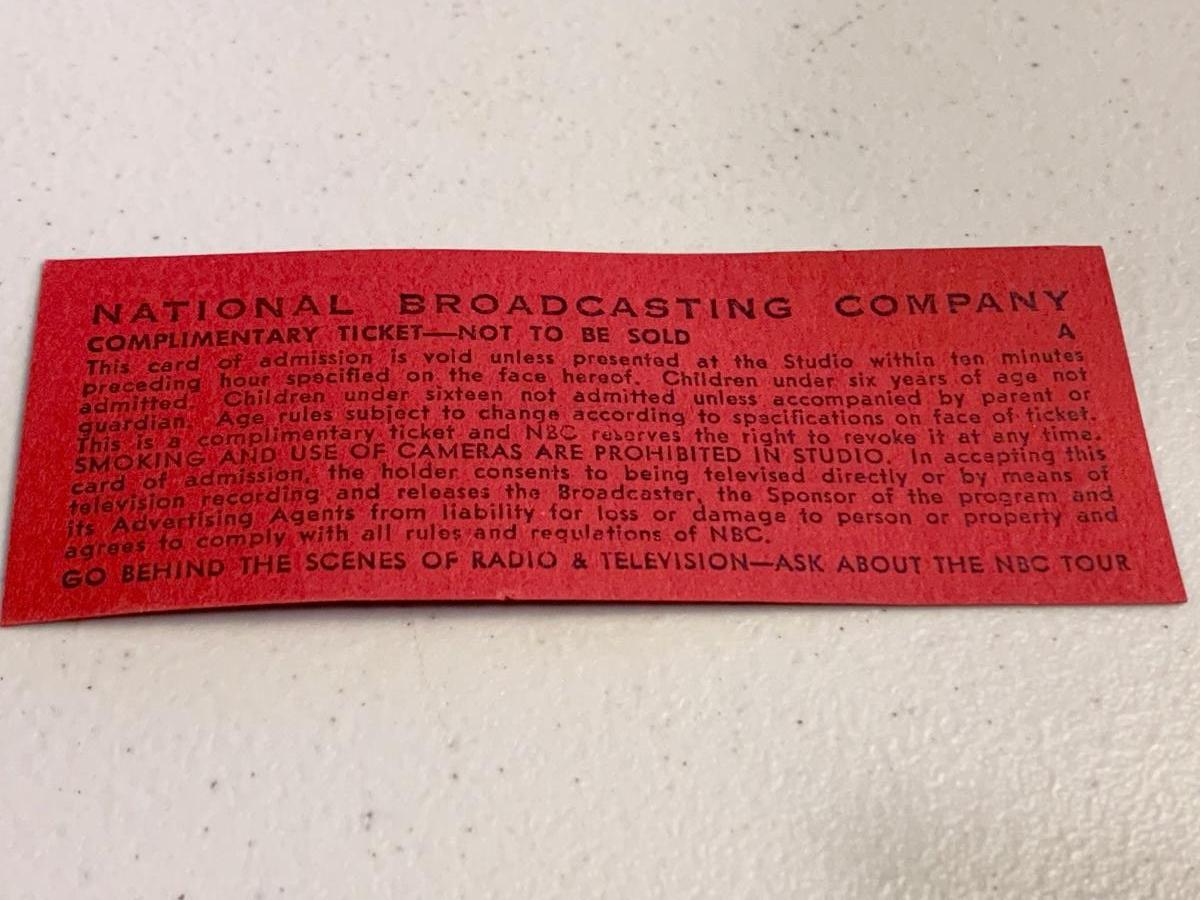 NATIONAL BROADCASTING COMPANY
COMPLIMENTARY TICKET—NOT TO BE SOLD A
This card of admission is void unless presented at the Studio within ten minutes
preceding hour specified on the face hereof. Children under six years of age not
admitted. Children under sixteen not admitted unless accompanied by parent or
guardian. Age rules subject to change according to specifications on face of ticket.
This is a complimentary ticket and NBC reserves the right to revoke it at any time.
SMOKING AND USE OF CAMERAS ARE PROHIBITED IN STUDIO. In accepting this
card of admission, the holder consents to being televised directly or by means of
television recording and releases the Broadcaster, the Sponsor of the program and
its Advertising Agents from liability for loss or damage to person or property and
agrees to comply with all rules and regulations of NBC.
GO BEHIND THE SCENES OF RADIO & TELEVISION—ASK ABOUT THE NBC TOUR